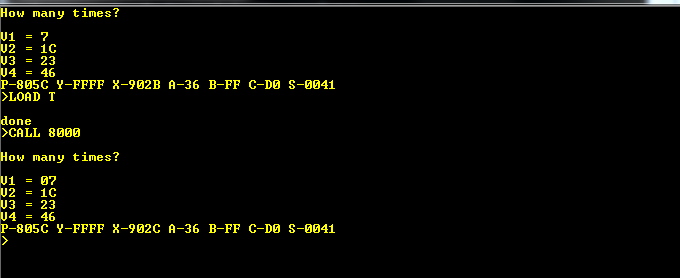 How many times?
V1 = 7
V2 = 1C
V3 = 23
V4 = 46
P-805C Y-FFFF X-902B A-36 B-FF C-D0 S-0041
>LOAD T
done
>CALL 8000
How many times?
V1 = 07
V2 = 1C
V3 = 23
V4 = 46
P-805C Y-FFFF X-902C A-36 B-FF C-D0 S-0041
>